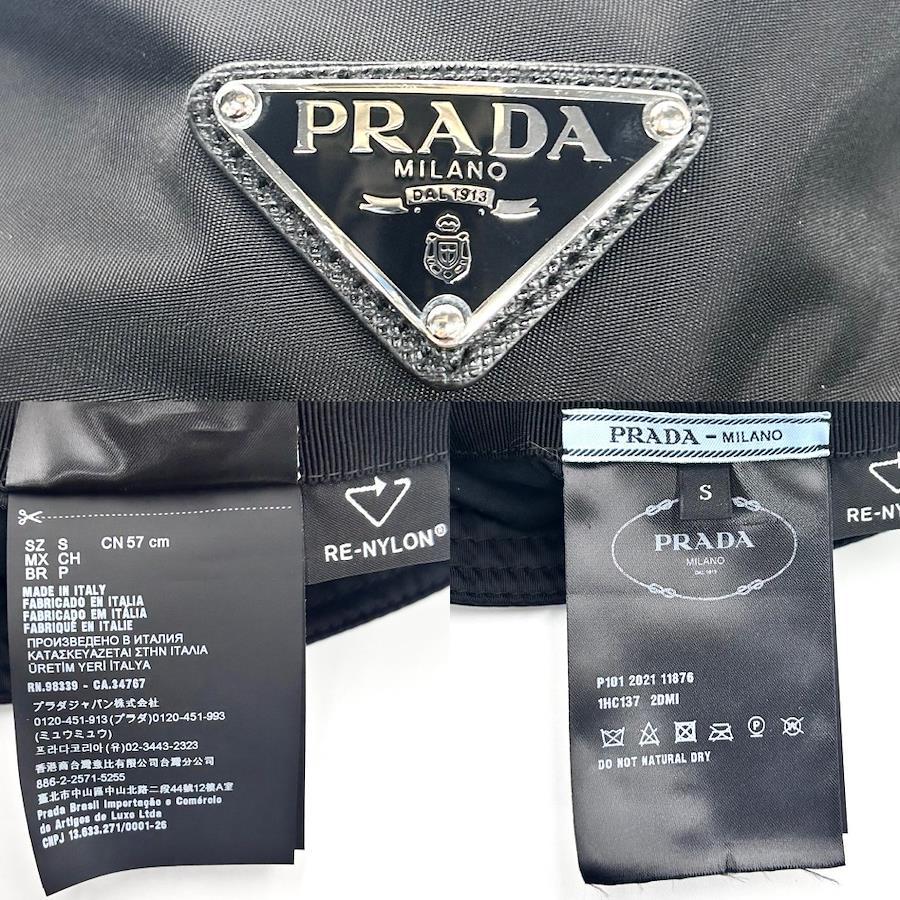 PRADA
MILANO
DAL 1913
SZ S CN 57 cm
MX CH
BR P
MADE IN ITALY
FABRICADO EN ITALIA
FABRICADO EM ITÁLIA
FABRIQUÉ EN ITALIE
ПРОИЗВЕДЕНО В ИТАЛИЯ
ΚΑΤΑΣΚΕΥΑΖΕΤΑΙ ΣΤΗΝ ΙΤΑΛΙΑ
ÜRETİM YERİ İTALYA
RN.98339 - CA.34767
プラダジャパン株式会社
0120-451-913(プラダ)0120-451-993
(ミュウミュウ)
프라다코리아(유)02-3443-2323
香港商台灣普比有限公司台灣分公司
886-2-2571-5255
臺北市中山區中山北路二段44號12樓A室
Prada Brasil Importação e Comércio
de Artigos de Luxo Ltda
CNPJ 13.633.271/0001-26
RE-NYLON®
PRADA - MILANO
S
PRADA
MILANO
DAL 1913
P101 2021 11876
1HC137 2DMI
DO NOT NATURAL DRY
RE-NY